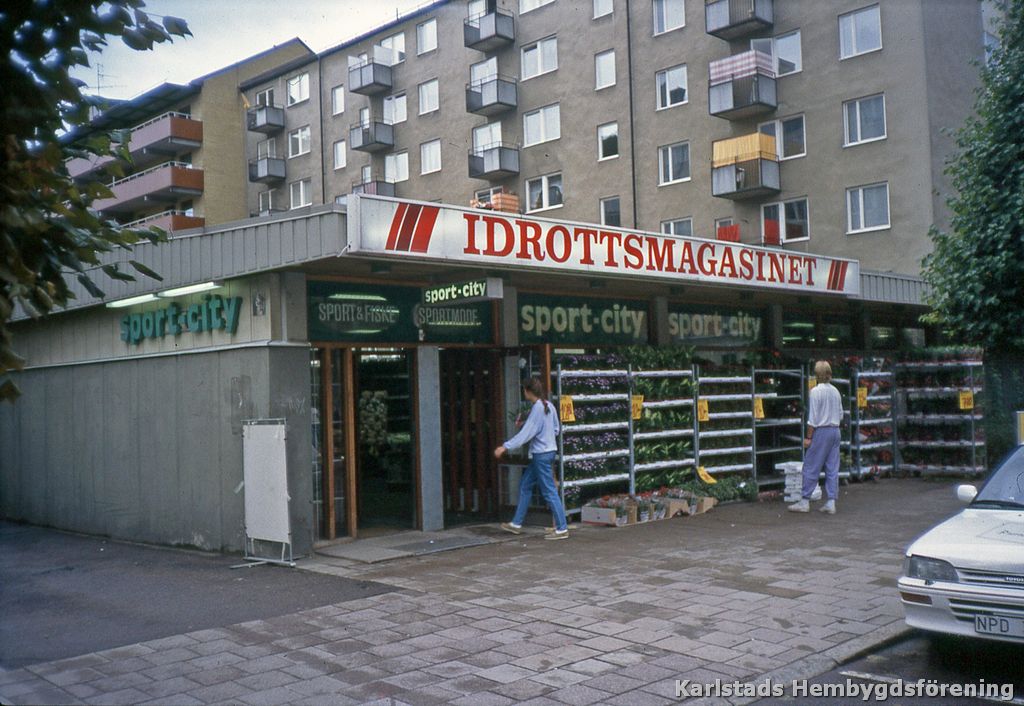 IDROTTSMAGASINET
sport-city
sport-city
SPORT & FISKE
SPORTMODE
sport-city
sport-city
NPD
Karlstads Hembygdsförening